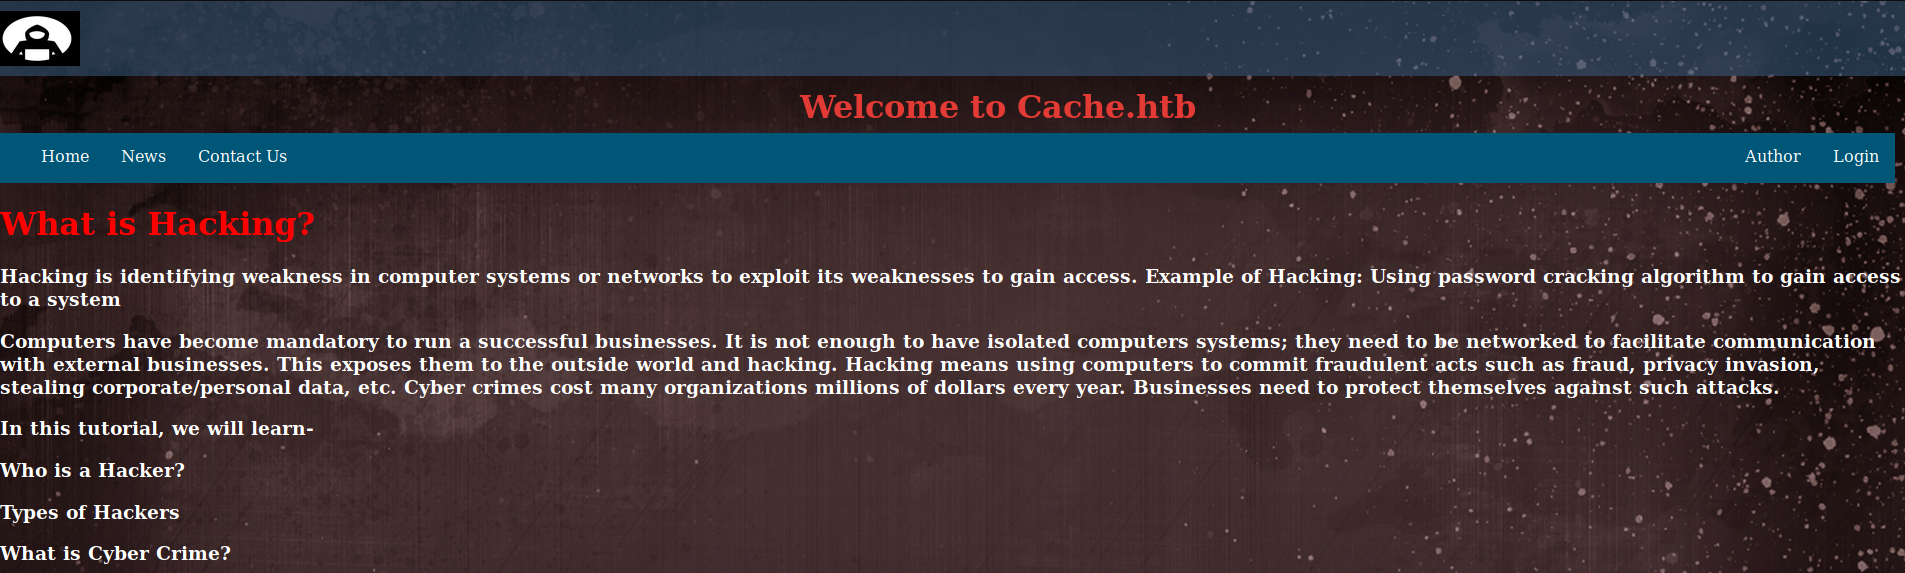 Welcome to Cache.htb
Home News Contact Us Author Login
What is Hacking?
Hacking is identifying weakness in computer systems or networks to exploit its weaknesses to gain access. Example of Hacking: Using password cracking algorithm to gain access
to a system
Computers have become mandatory to run a successful businesses. It is not enough to have isolated computers systems; they need to be networked to facilitate communication
with external businesses. This exposes them to the outside world and hacking. Hacking means using computers to commit fraudulent acts such as fraud, privacy invasion,
stealing corporate/personal data, etc. Cyber crimes cost many organizations millions of dollars every year. Businesses need to protect themselves against such attacks.
In this tutorial, we will learn-
Who is a Hacker?
Types of Hackers
What is Cyber Crime?